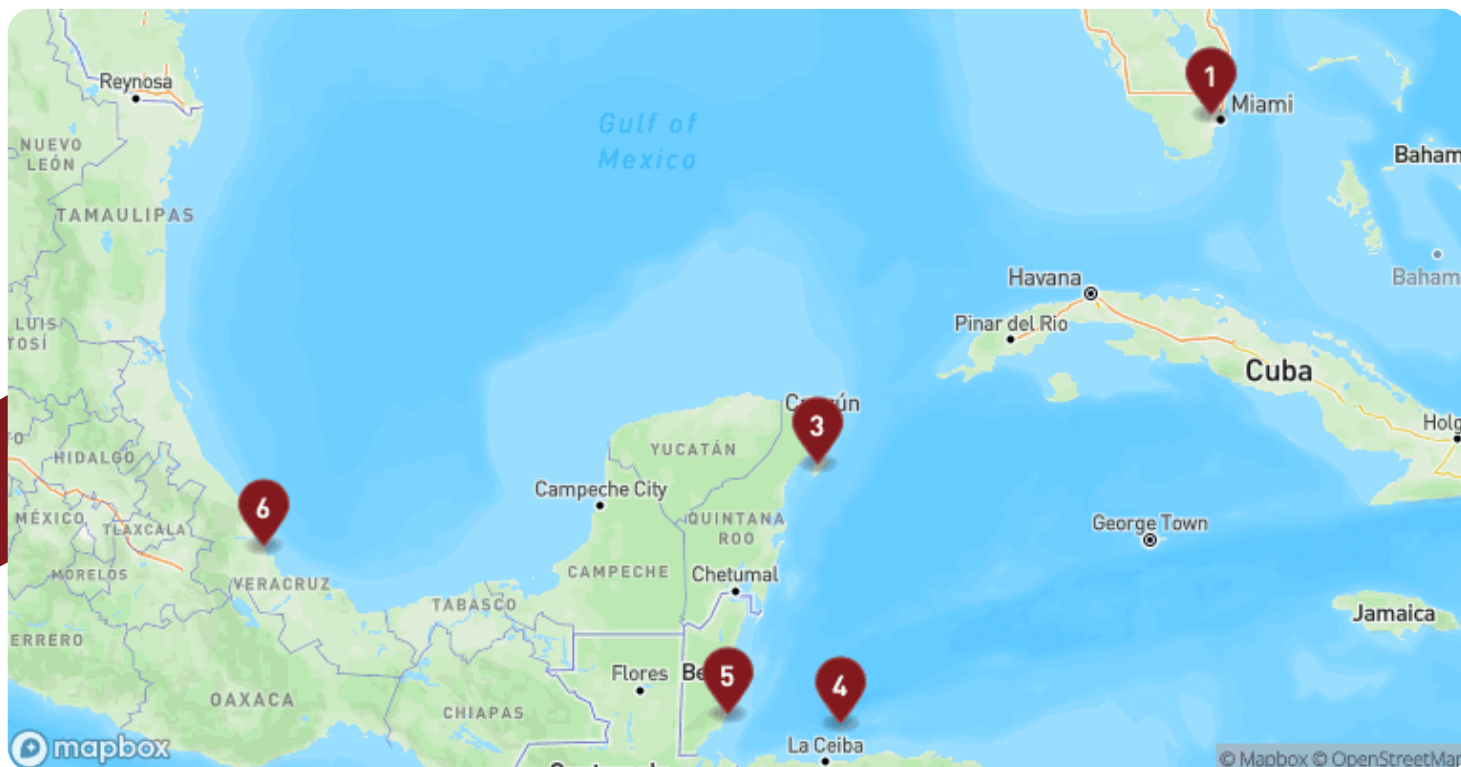 Reynosa
NUEVO
LEÓN
TAMAULIPAS
Gulf of
Mexico
1
Miami
Baham
Havana
Baham
Pinar del Río
LUIS
TOSÍ
Cuba
3
YUCATÁN
Holg
HIDALGO
Campeche City
6
MÉXICO
TLAXCALA
QUINTANA
ROO
George Town
MORELOS
VERACRUZ
CAMPECHE
Chetumal
TABASCO
Jamaica
ERRERO
Flores
Be
5
4
OAXACA
CHIAPAS
La Ceiba
mapbox
© Mapbox © OpenStreetMap